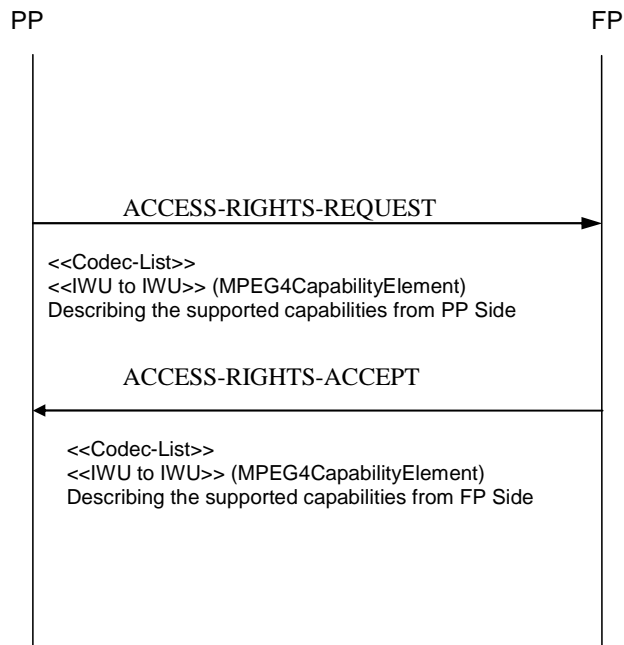 PP FP
ACCESS-RIGHTS-REQUEST
<<Codec-List>>
<<IWU to IWU>> (MPEG4CapabilityElement)
Describing the supported capabilities from PP Side
ACCESS-RIGHTS-ACCEPT
<<Codec-List>>
<<IWU to IWU>> (MPEG4CapabilityElement)
Describing the supported capabilities from FP Side